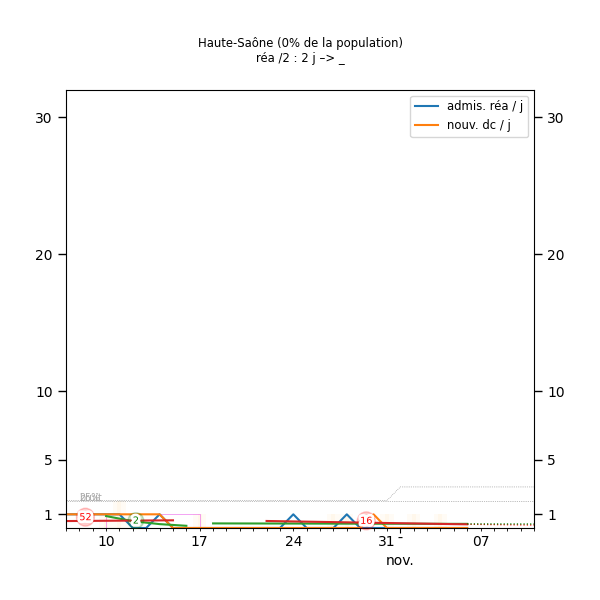 Haute-Saône (0% de la population)
réa /2 : 2 j –> _
admis. réa / j
nouv. dc / j
30 30
20 20
10 10
5 5
1 1
52 2 16
10 17 24 31 - 07
nov.